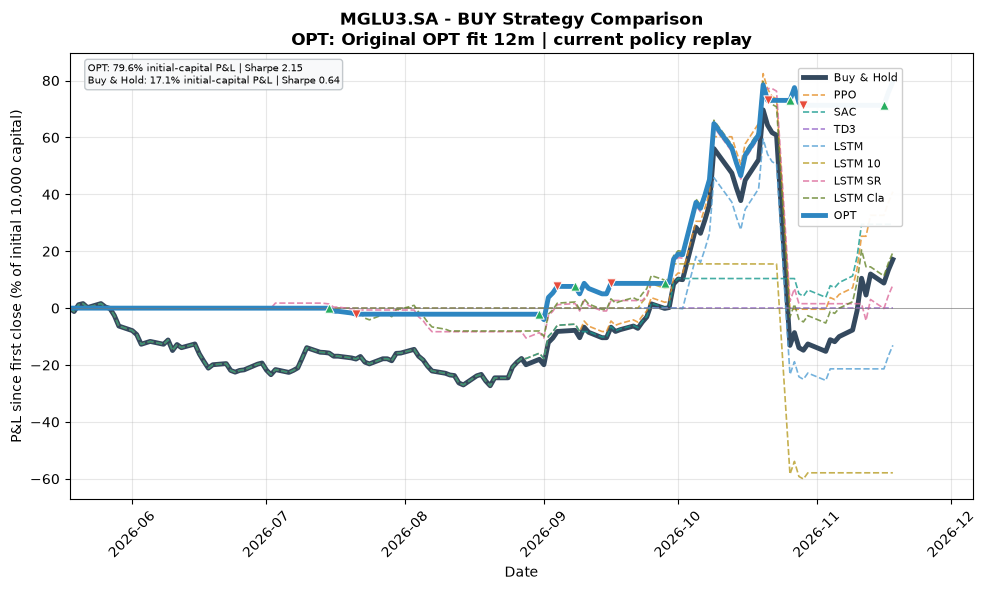 MGLU3.SA - BUY Strategy Comparison
OPT: Original OPT fit 12m | current policy replay
OPT: 79.6% initial-capital P&L | Sharpe 2.15
Buy & Hold: 17.1% initial-capital P&L | Sharpe 0.64
Buy & Hold
PPO
SAC
TD3
LSTM
LSTM 10
LSTM SR
LSTM Cla
OPT
P&L since first close (% of initial 10,000 capital)
80
60
40
20
0
−20
−40
−60
2026-06
2026-07
2026-08
2026-09
2026-10
2026-11
2026-12
Date